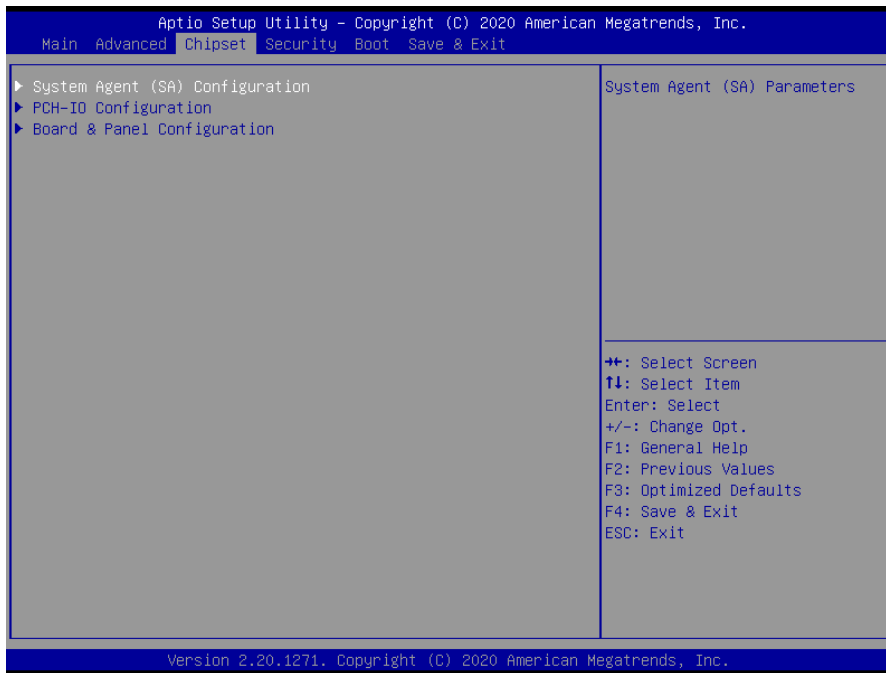 Aptio Setup Utility – Copyright (C) 2020 American Megatrends, Inc.
Main Advanced Chipset Security Boot Save & Exit
System Agent (SA) Configuration
PCH-IO Configuration
Board & Panel Configuration
System Agent (SA) Parameters
→←: Select Screen
↑↓: Select Item
Enter: Select
+/-: Change Opt.
F1: General Help
F2: Previous Values
F3: Optimized Defaults
F4: Save & Exit
ESC: Exit
Version 2.20.1271. Copyright (C) 2020 American Megatrends, Inc.